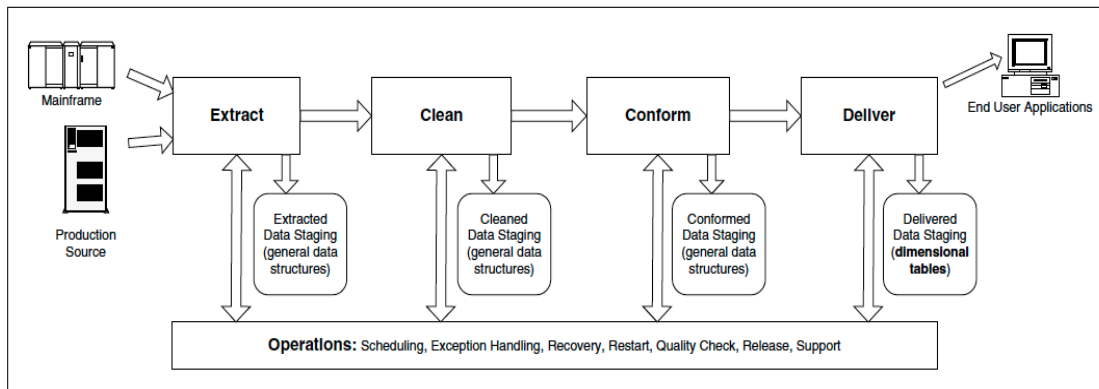 Mainframe
Production
Source
Extract
Clean
Conform
Deliver
End User Applications
Extracted
Data Staging
(general data
structures)
Cleaned
Data Staging
(general data
structures)
Conformed
Data Staging
(general data
structures)
Delivered
Data Staging
(dimensional
tables)
Operations: Scheduling, Exception Handling, Recovery, Restart, Quality Check, Release, Support